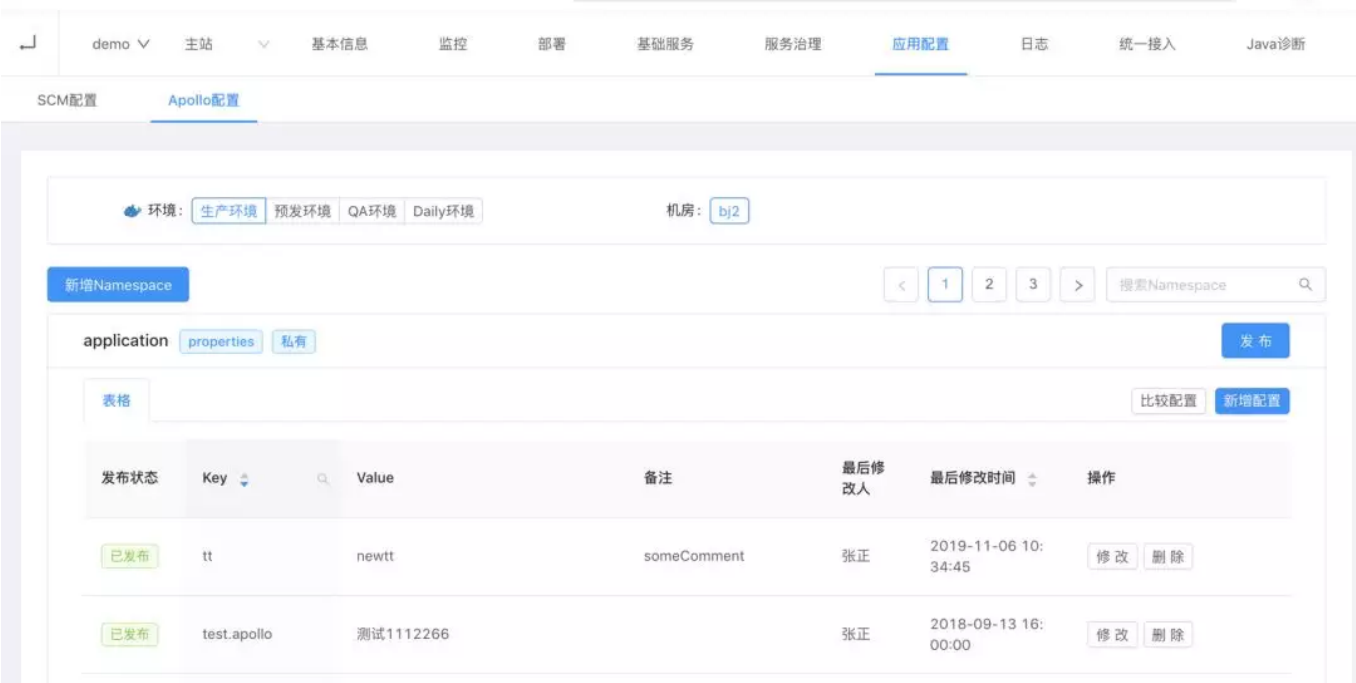 demo 主站 基本信息 监控 部署 基础服务 服务治理 应用配置 日志 统一接入 Java诊断
SCM配置 Apollo配置
环境: 生产环境 预发环境 QA环境 Daily环境 机房: bj2
新增Namespace < 1 2 3 > 搜索Namespace
application properties 私有 发布
表格 比较配置 新增配置
发布状态 Key Value 备注 最后修 最后修改时间 操作
改人
已发布 tt newtt someComment 张正 2019-11-06 10: 修改 删除
34:45
已发布 test.apollo 测试1112266 张正 2018-09-13 16: 修改 删除
00:00